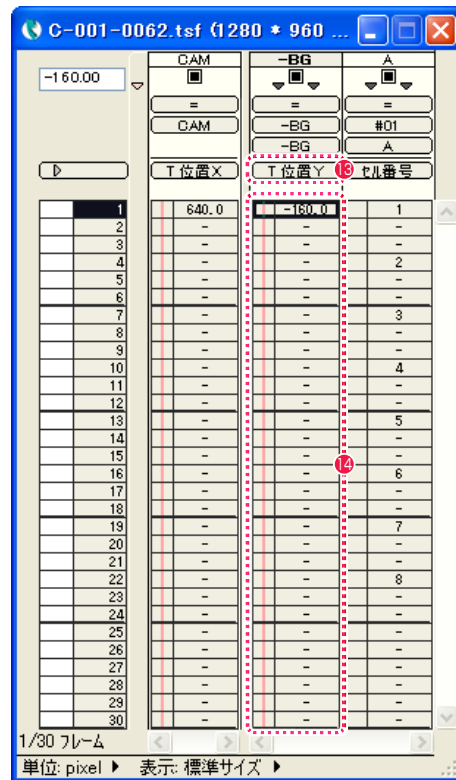 C-001-0062.tsf (1280 * 960 ...
CAM -BG A
-160.00
= = =
CAM -BG #01
-BG A
T 位置X T 位置Y 13 セル番号
1 640.0 -160.0 1
2 - - -
3 - - -
4 - - 2
5 - - -
6 - - -
7 - - 3
8 - - -
9 - - -
10 - - 4
11 - - -
12 - - -
13 - - 5
14 - - -
15 - - -
14
16 - - 6
17 - - -
18 - - -
19 - - 7
20 - - -
21 - - -
22 - - 8
23 - - -
24 - - -
25 - - -
26 - - -
27 - - -
28 - - -
29 - - -
30 - - -
1/30 フレーム
単位: pixel 表示: 標準サイズ